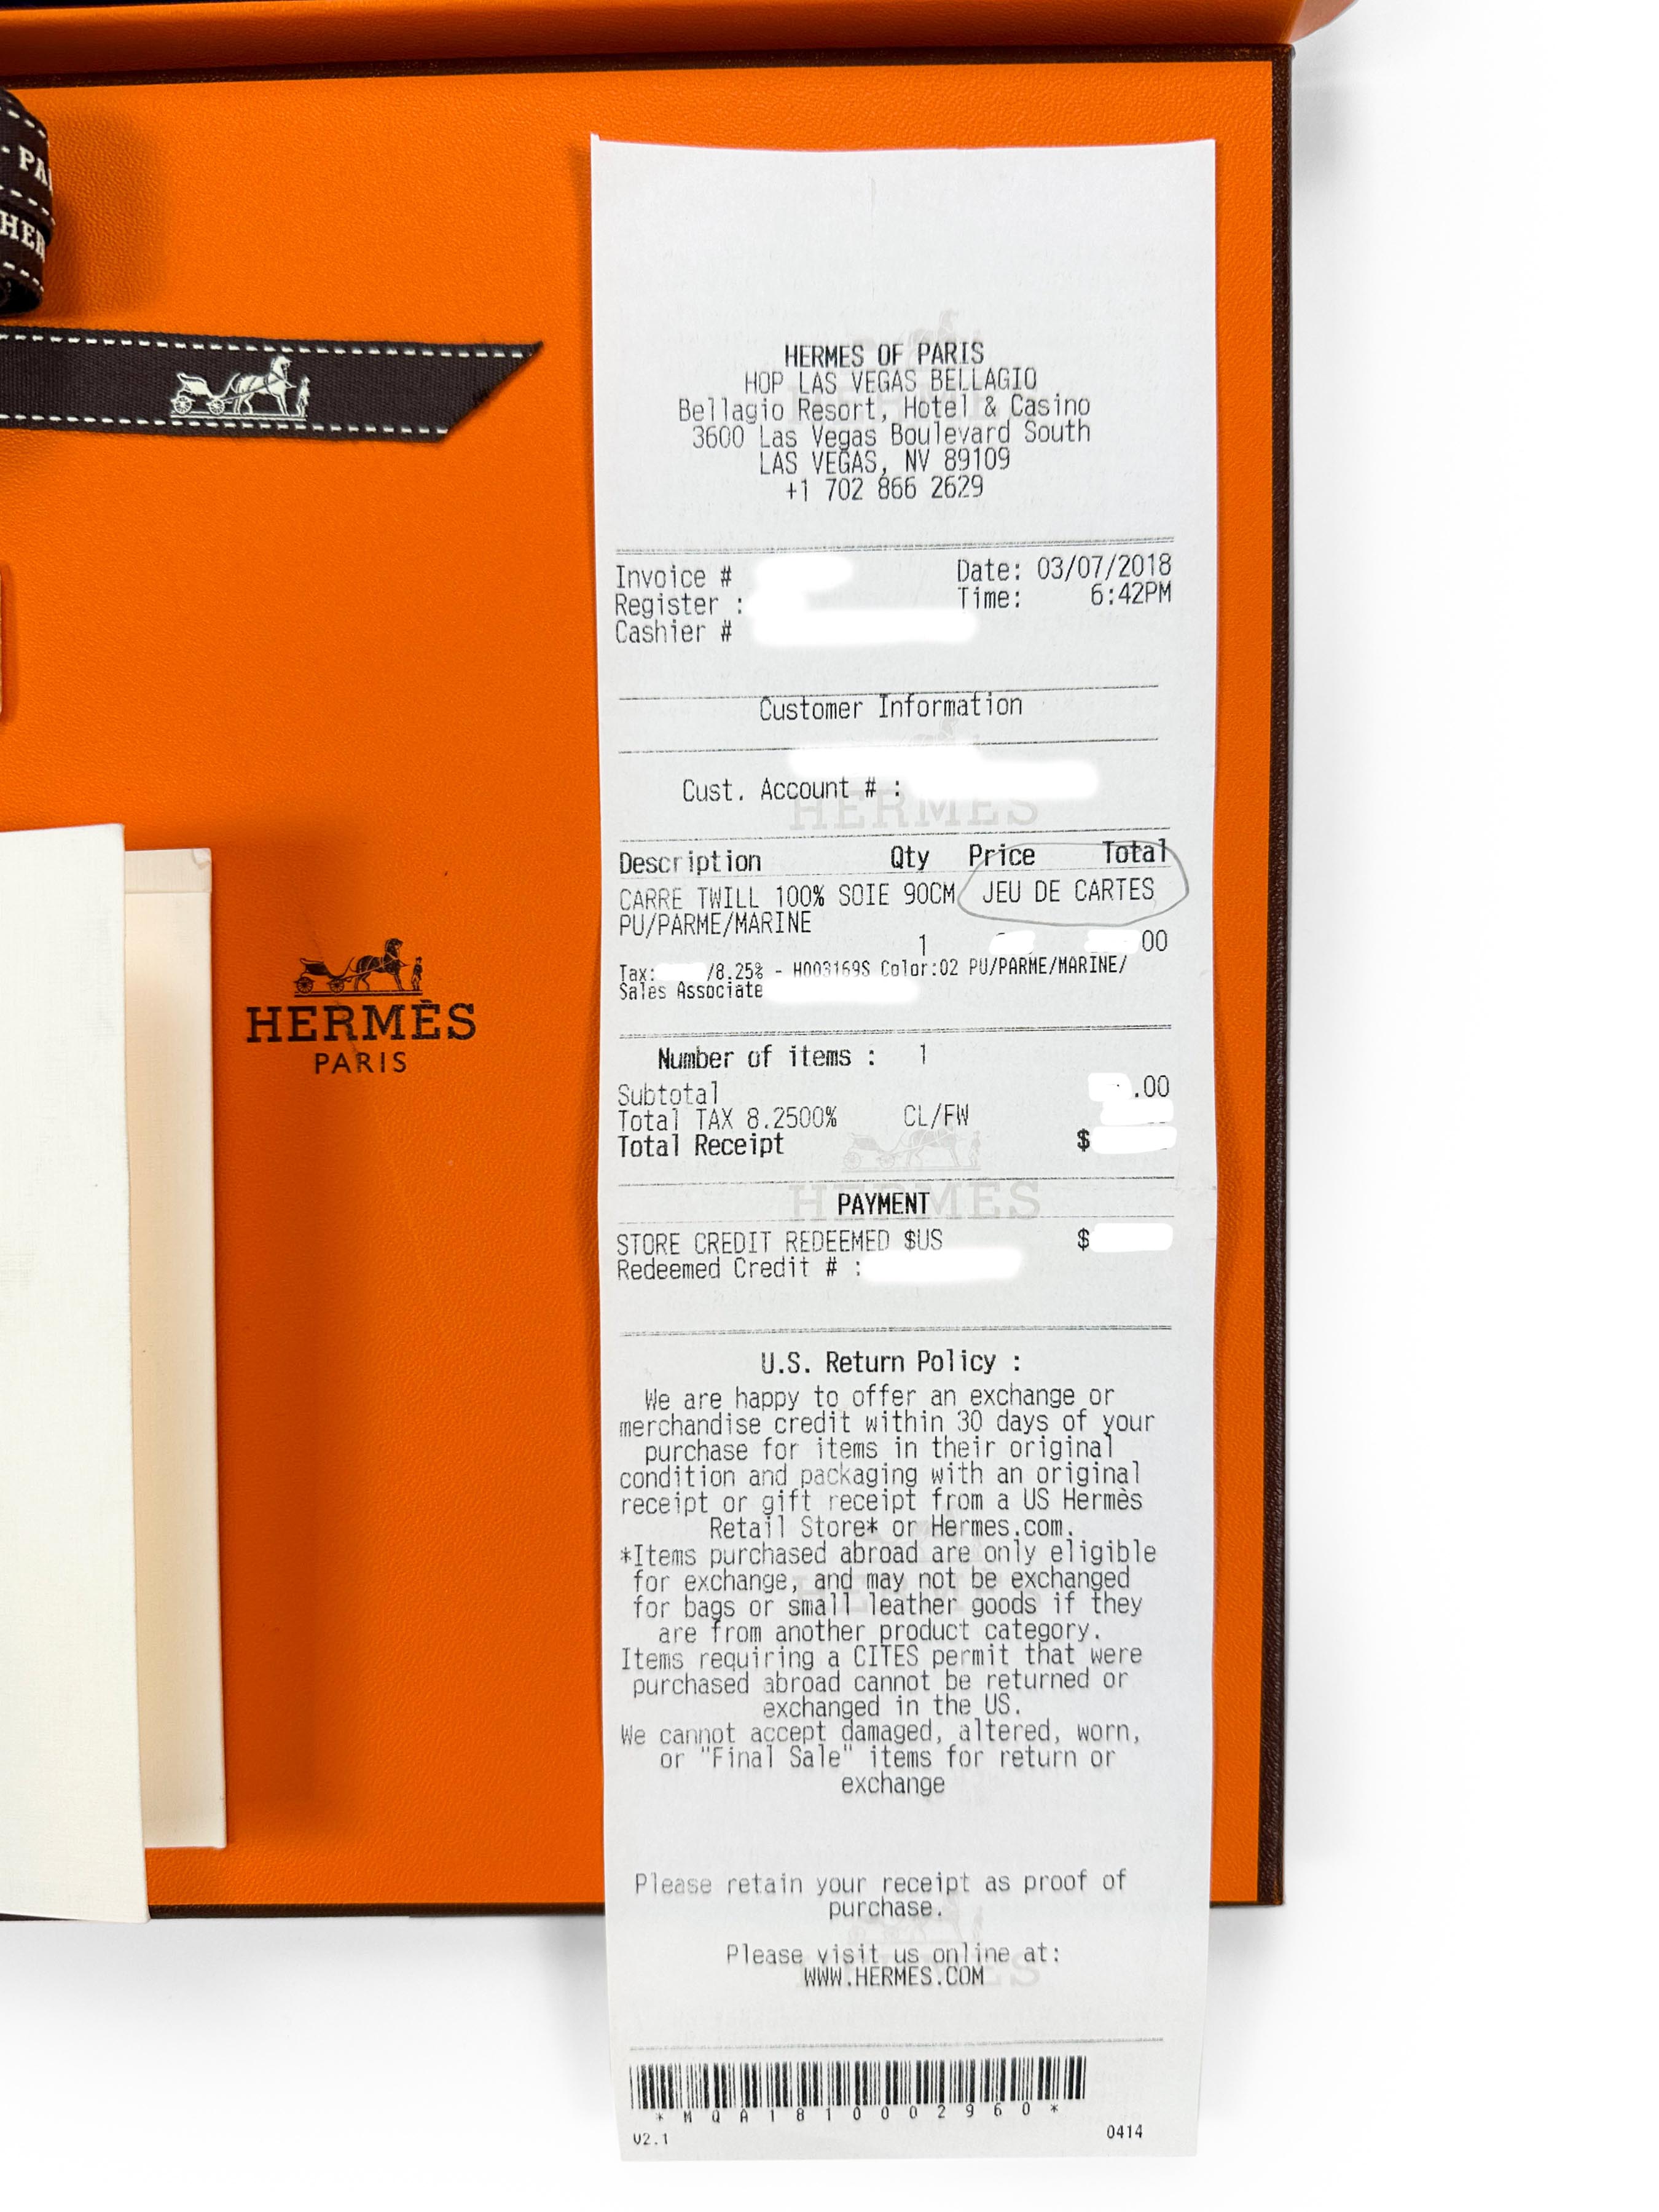 - PA
HER
HERMÈS
PARIS
HERMES OF PARIS
HOP LAS VEGAS BELLAGIO
Bellagio Resort, Hotel & Casino
3600 Las Vegas Boulevard South
LAS VEGAS, NV 89109
+1 702 866 2629
Invoice # Date: 03/07/2018
Register : Time: 6:42PM
Cashier #
Customer Information
Cust. Account # :
HERMES
Description Qty Price Total
CARRE TWILL 100% SOIE 90CM JEU DE CARTES
PU/PARME/MARINE
1 00
Tax: /8.25% - H003169S Color:02 PU/PARME/MARINE/
Sales Associate
Number of items : 1
Subtotal .00
Total TAX 8.2500% CL/FW
Total Receipt $
HERMES
PAYMENT
STORE CREDIT REDEEMED $US $
Redeemed Credit # :
U.S. Return Policy :
We are happy to offer an exchange or
merchandise credit within 30 days of your
purchase for items in their original
condition and packaging with an original
receipt or gift receipt from a US Hermès
Retail Store* or Hermes.com.
*Items purchased abroad are only eligible
for exchange, and may not be exchanged
for bags or small leather goods if they
are from another product category.
Items requiring a CITES permit that were
purchased abroad cannot be returned or
exchanged in the US.
We cannot accept damaged, altered, worn,
or "Final Sale" items for return or
exchange
Please retain your receipt as proof of
purchase.
Please visit us online at:
WWW.HERMES.COM
*MQA1810002960*
V2.1 0414